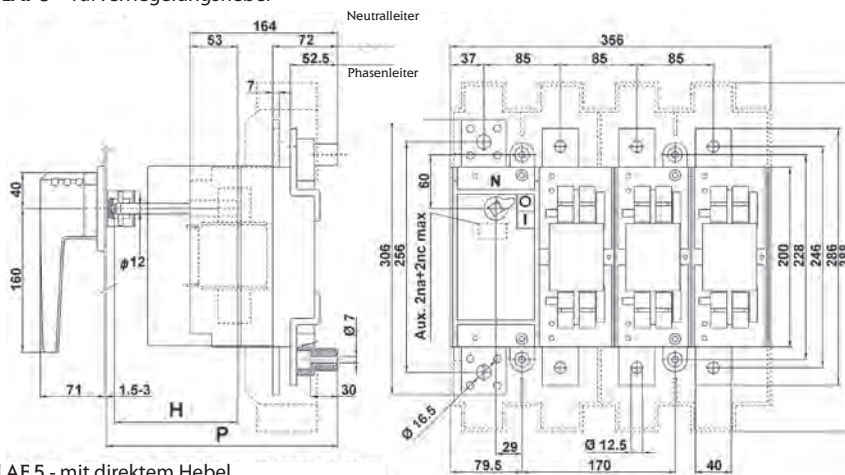 164
Neutralleiter
53
72
52.5
Phasenleiter
7
356
37
85
85
85
40
160
ϕ12
60
N
O
I
Aux. 2na+2nc max
306
256
200
228
246
286
Ø 7
71
1.5-3
H
P
30
Ø 16.5
29
Ø 12.5
79.5
170
40
AE 5 - mit direktem Hebel